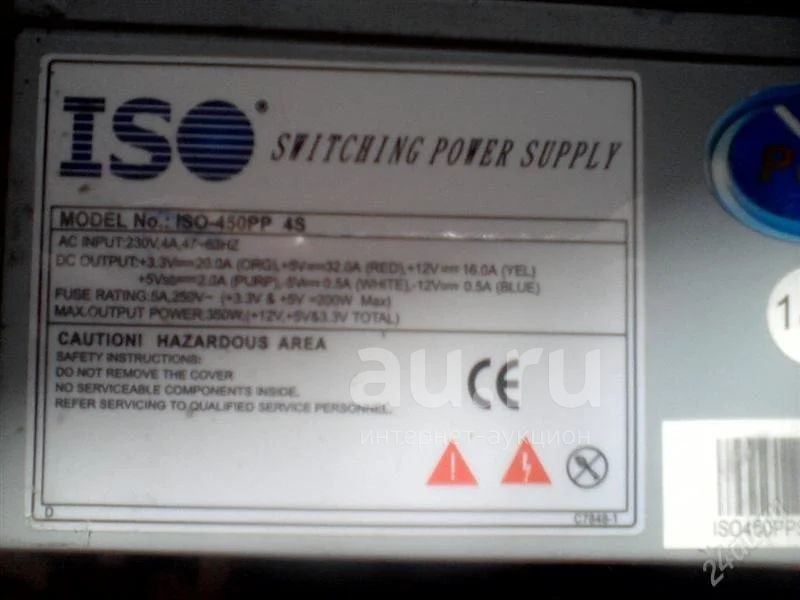 ISO®
SWITCHING POWER SUPPLY
MODEL No.: ISO-450PP 4S
AC INPUT:230V,4A,47~63HZ
DC OUTPUT:+3.3V⎓20.0A (ORG),+5V⎓32.0A (RED),+12V⎓16.0A (YEL)
+5Vsb⎓2.0A (PURP),-5V⎓0.5A (WHITE),-12V⎓0.5A (BLUE)
FUSE RATING:5A,250V~ (+3.3V & +5V =200W Max)
MAX.OUTPUT POWER:350W,(+12V,+5V&3.3V TOTAL)
CAUTION! HAZARDOUS AREA
SAFETY INSTRUCTIONS:
DO NOT REMOVE THE COVER
NO SERVICEABLE COMPONENTS INSIDE.
REFER SERVICING TO QUALIFIED SERVICE PERSONNEL.
CE
D
C7848-1
au.ru
интернет-аукцион
ISO450PP